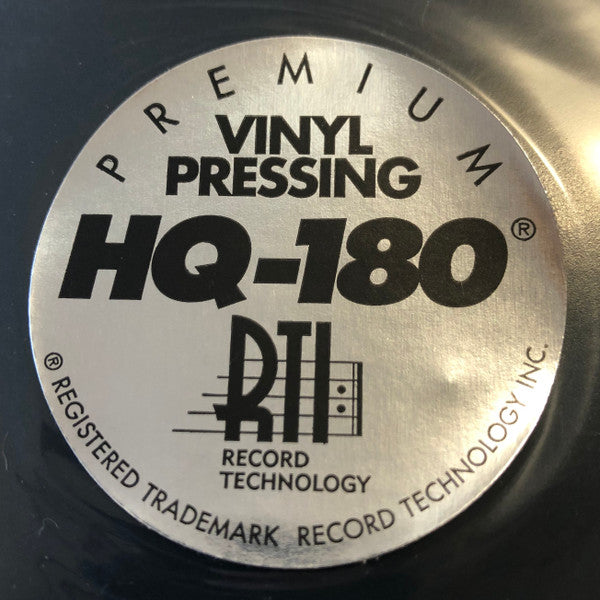 PREMIUM
VINYL
PRESSING
HQ-180®
RTI
RECORD
TECHNOLOGY
® REGISTERED TRADEMARK RECORD TECHNOLOGY INC.